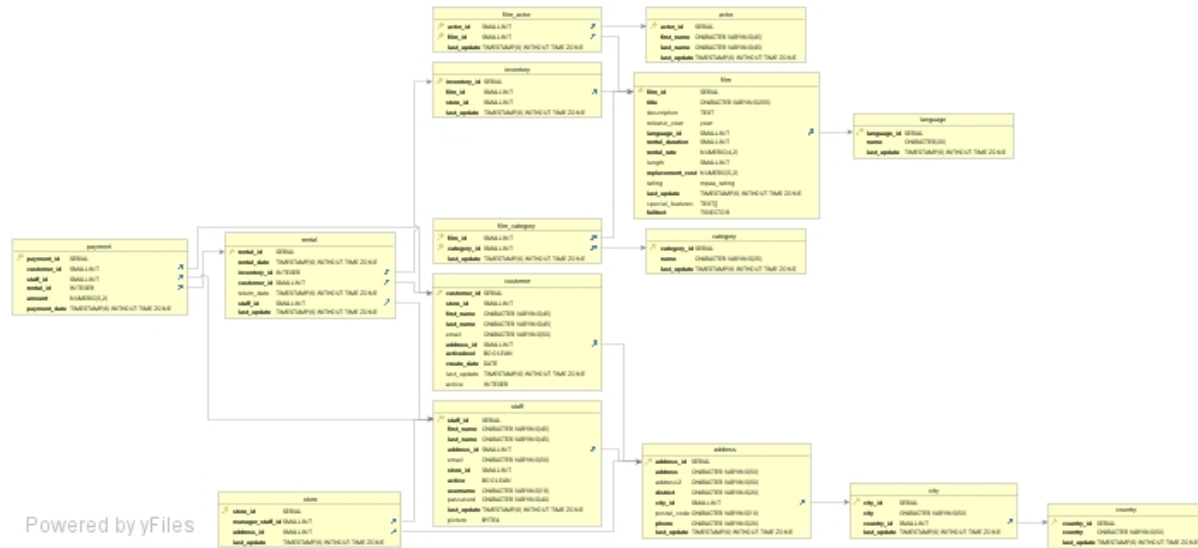 film_actor
actor_id SMALLINT
film_id SMALLINT
last_update TIMESTAMP(6) WITHOUT TIME ZONE
actor
actor_id SERIAL
first_name CHARACTER VARYING(45)
last_name CHARACTER VARYING(45)
last_update TIMESTAMP(6) WITHOUT TIME ZONE
inventory
inventory_id SERIAL
film_id SMALLINT
store_id SMALLINT
last_update TIMESTAMP(6) WITHOUT TIME ZONE
film
film_id SERIAL
title CHARACTER VARYING(255)
description TEXT
release_year year
language_id SMALLINT
rental_duration SMALLINT
rental_rate NUMERIC(4,2)
length SMALLINT
replacement_cost NUMERIC(5,2)
rating mpaa_rating
last_update TIMESTAMP(6) WITHOUT TIME ZONE
special_features TEXT[]
fulltext TSVECTOR
language
language_id SERIAL
name CHARACTER(20)
last_update TIMESTAMP(6) WITHOUT TIME ZONE
film_category
film_id SMALLINT
category_id SMALLINT
last_update TIMESTAMP(6) WITHOUT TIME ZONE
category
category_id SERIAL
name CHARACTER VARYING(25)
last_update TIMESTAMP(6) WITHOUT TIME ZONE
payment
payment_id SERIAL
customer_id SMALLINT
staff_id SMALLINT
rental_id INTEGER
amount NUMERIC(5,2)
payment_date TIMESTAMP(6) WITHOUT TIME ZONE
rental
rental_id SERIAL
rental_date TIMESTAMP(6) WITHOUT TIME ZONE
inventory_id INTEGER
customer_id SMALLINT
return_date TIMESTAMP(6) WITHOUT TIME ZONE
staff_id SMALLINT
last_update TIMESTAMP(6) WITHOUT TIME ZONE
customer
customer_id SERIAL
store_id SMALLINT
first_name CHARACTER VARYING(45)
last_name CHARACTER VARYING(45)
email CHARACTER VARYING(50)
address_id SMALLINT
activebool BOOLEAN
create_date DATE
last_update TIMESTAMP(6) WITHOUT TIME ZONE
active INTEGER
staff
staff_id SERIAL
first_name CHARACTER VARYING(45)
last_name CHARACTER VARYING(45)
address_id SMALLINT
email CHARACTER VARYING(50)
store_id SMALLINT
active BOOLEAN
username CHARACTER VARYING(16)
password CHARACTER VARYING(40)
last_update TIMESTAMP(6) WITHOUT TIME ZONE
picture BYTEA
address
address_id SERIAL
address CHARACTER VARYING(50)
address2 CHARACTER VARYING(50)
district CHARACTER VARYING(20)
city_id SMALLINT
postal_code CHARACTER VARYING(10)
phone CHARACTER VARYING(20)
last_update TIMESTAMP(6) WITHOUT TIME ZONE
store
store_id SERIAL
manager_staff_id SMALLINT
address_id SMALLINT
last_update TIMESTAMP(6) WITHOUT TIME ZONE
city
city_id SERIAL
city CHARACTER VARYING(50)
country_id SMALLINT
last_update TIMESTAMP(6) WITHOUT TIME ZONE
country
country_id SERIAL
country CHARACTER VARYING(50)
last_update TIMESTAMP(6) WITHOUT TIME ZONE
Powered by yFiles